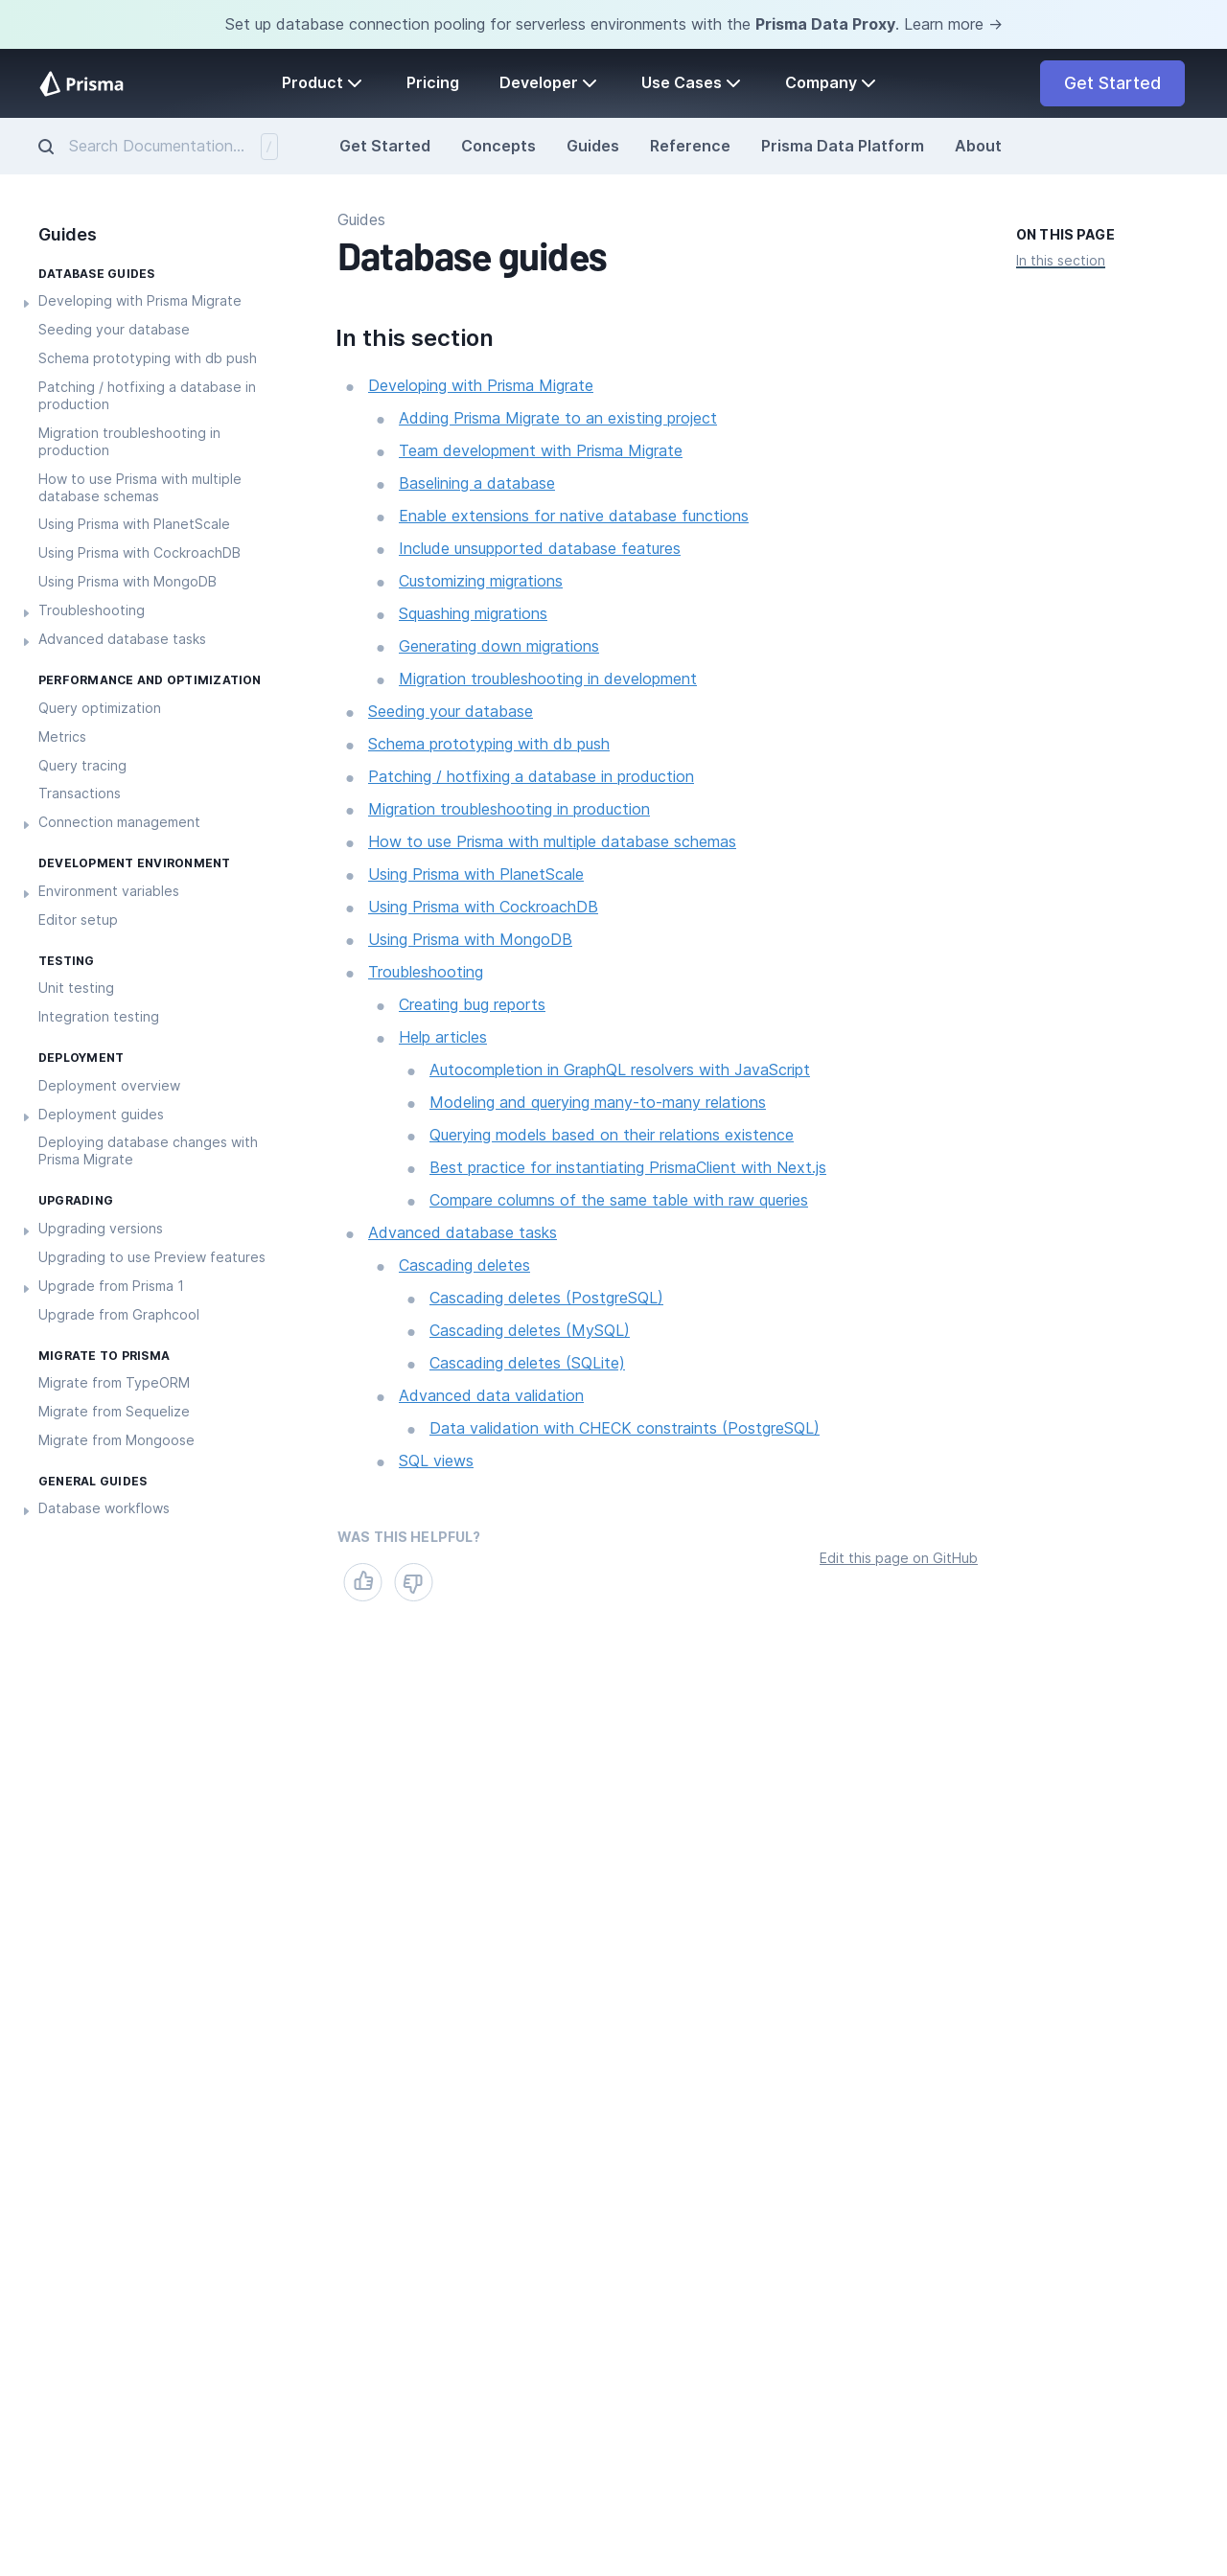 Set up database connection pooling for serverless environments with the Prisma Data Proxy. Learn more →
Prisma
Product
Pricing
Developer
Use Cases
Company
Get Started
Search Documentation...
/
Get Started
Concepts
Guides
Reference
Prisma Data Platform
About
Guides
DATABASE GUIDES
Developing with Prisma Migrate
Seeding your database
Schema prototyping with db push
Patching / hotfixing a database in
production
Migration troubleshooting in
production
How to use Prisma with multiple
database schemas
Using Prisma with PlanetScale
Using Prisma with CockroachDB
Using Prisma with MongoDB
Troubleshooting
Advanced database tasks
PERFORMANCE AND OPTIMIZATION
Query optimization
Metrics
Query tracing
Transactions
Connection management
DEVELOPMENT ENVIRONMENT
Environment variables
Editor setup
TESTING
Unit testing
Integration testing
DEPLOYMENT
Deployment overview
Deployment guides
Deploying database changes with
Prisma Migrate
UPGRADING
Upgrading versions
Upgrading to use Preview features
Upgrade from Prisma 1
Upgrade from Graphcool
MIGRATE TO PRISMA
Migrate from TypeORM
Migrate from Sequelize
Migrate from Mongoose
GENERAL GUIDES
Database workflows
Guides
Database guides
In this section
Developing with Prisma Migrate
Adding Prisma Migrate to an existing project
Team development with Prisma Migrate
Baselining a database
Enable extensions for native database functions
Include unsupported database features
Customizing migrations
Squashing migrations
Generating down migrations
Migration troubleshooting in development
Seeding your database
Schema prototyping with db push
Patching / hotfixing a database in production
Migration troubleshooting in production
How to use Prisma with multiple database schemas
Using Prisma with PlanetScale
Using Prisma with CockroachDB
Using Prisma with MongoDB
Troubleshooting
Creating bug reports
Help articles
Autocompletion in GraphQL resolvers with JavaScript
Modeling and querying many-to-many relations
Querying models based on their relations existence
Best practice for instantiating PrismaClient with Next.js
Compare columns of the same table with raw queries
Advanced database tasks
Cascading deletes
Cascading deletes (PostgreSQL)
Cascading deletes (MySQL)
Cascading deletes (SQLite)
Advanced data validation
Data validation with CHECK constraints (PostgreSQL)
SQL views
WAS THIS HELPFUL?
Edit this page on GitHub
ON THIS PAGE
In this section